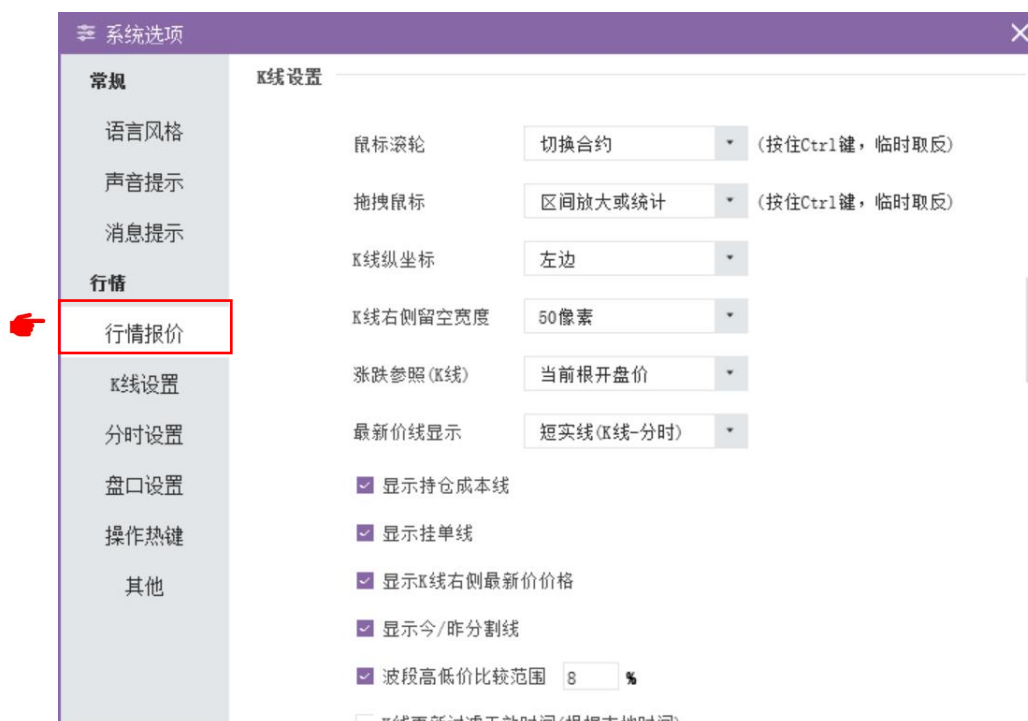 系统选项
常规
语言风格
声音提示
消息提示
行情
行情报价
K线设置
分时设置
盘口设置
操作热键
其他
K线设置
鼠标滚轮 切换合约 (按住Ctrl键，临时取反)
拖拽鼠标 区间放大或统计 (按住Ctrl键，临时取反)
K线纵坐标 左边
K线右侧留空宽度 50像素
涨跌参照(K线) 当前根开盘价
最新价线显示 短实线(K线-分时)
显示持仓成本线
显示挂单线
显示K线右侧最新价价格
显示今/昨分割线
波段高低价比较范围 8 %